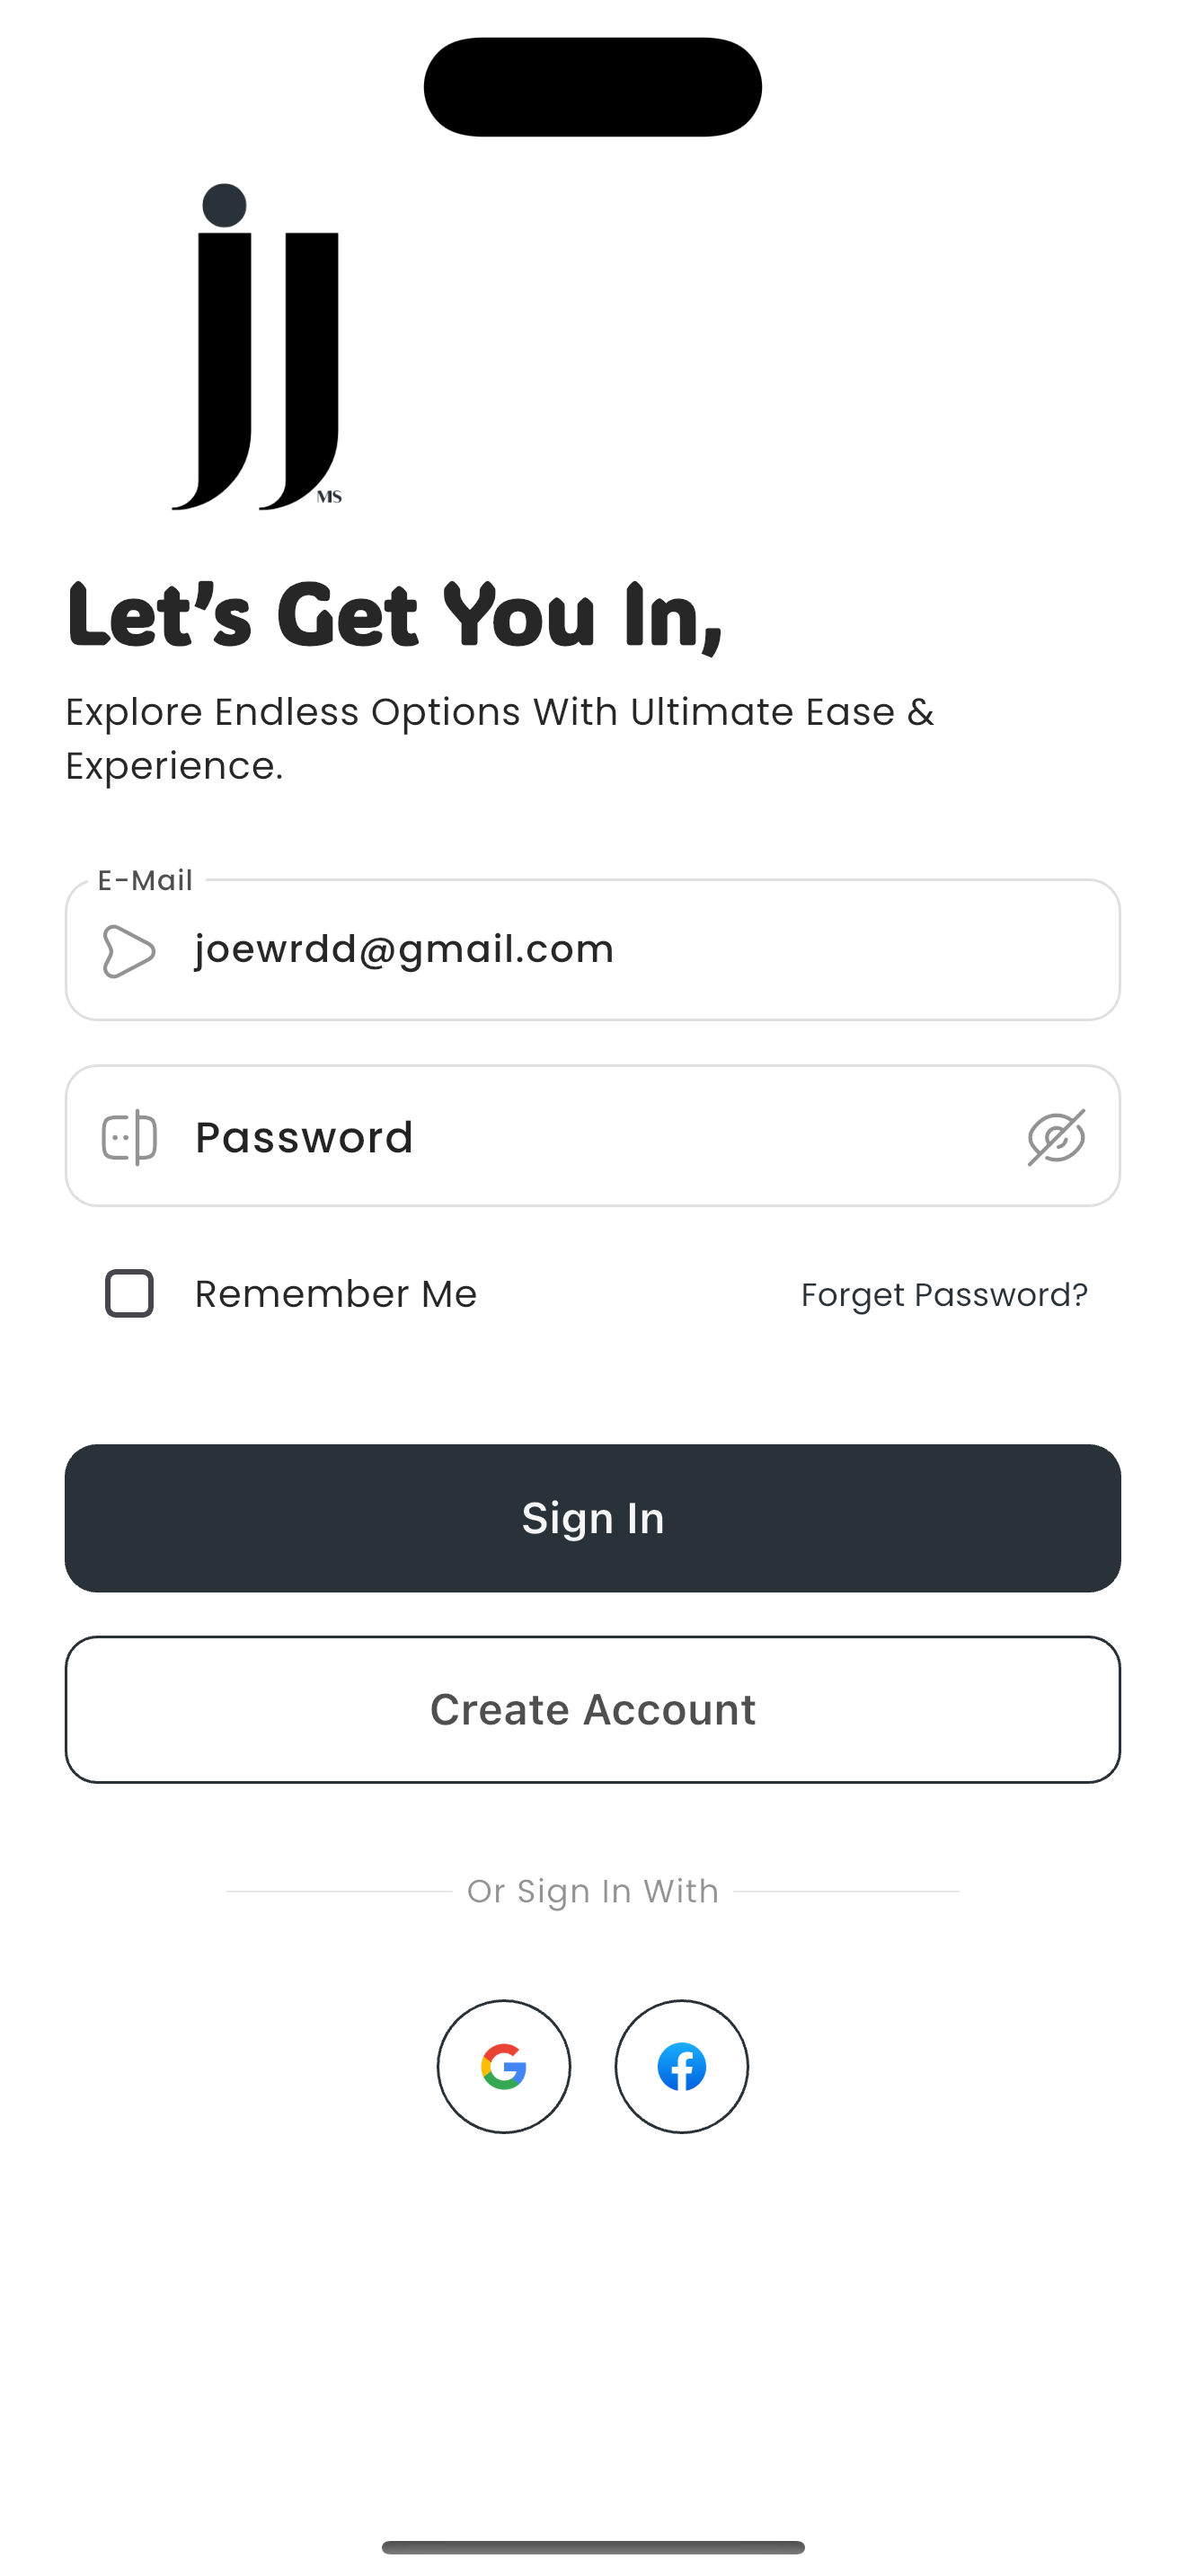 jj
MS
Let’s Get You In,
Explore Endless Options With Ultimate Ease &
Experience.
E-Mail
joewrdd@gmail.com
Password
Remember Me
Forget Password?
Sign In
Create Account
Or Sign In With